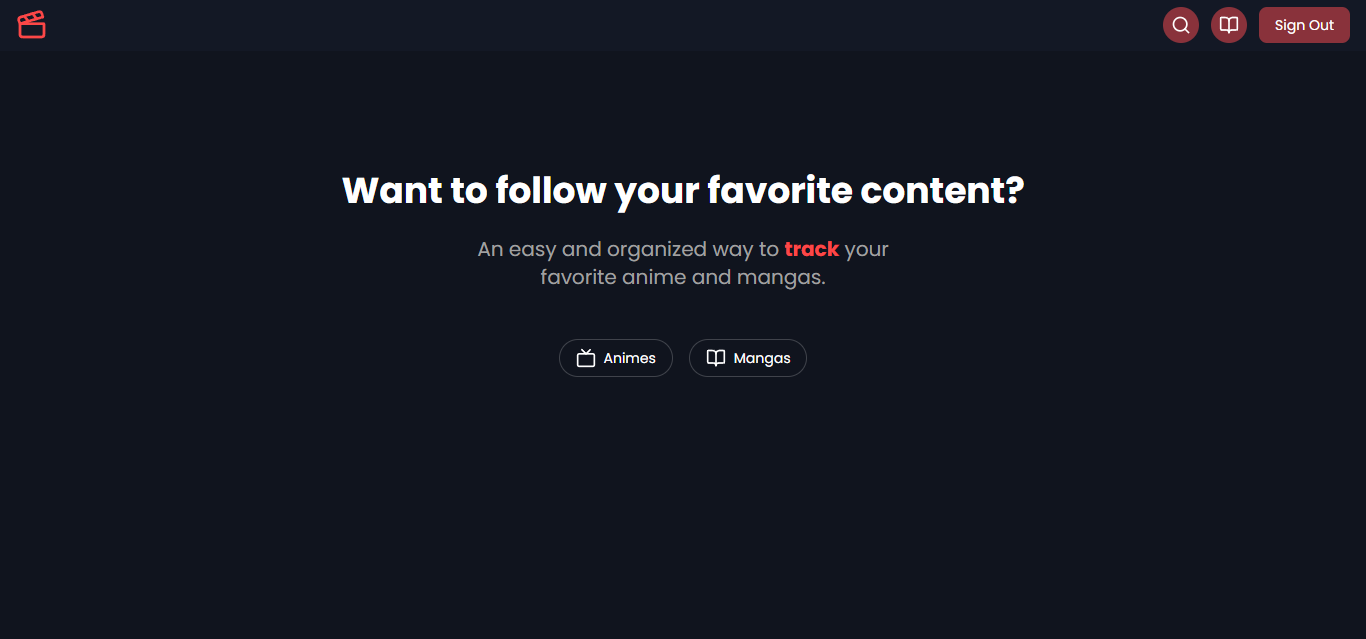 Sign Out
Want to follow your favorite content?
An easy and organized way to track your
favorite anime and mangas.
Animes
Mangas